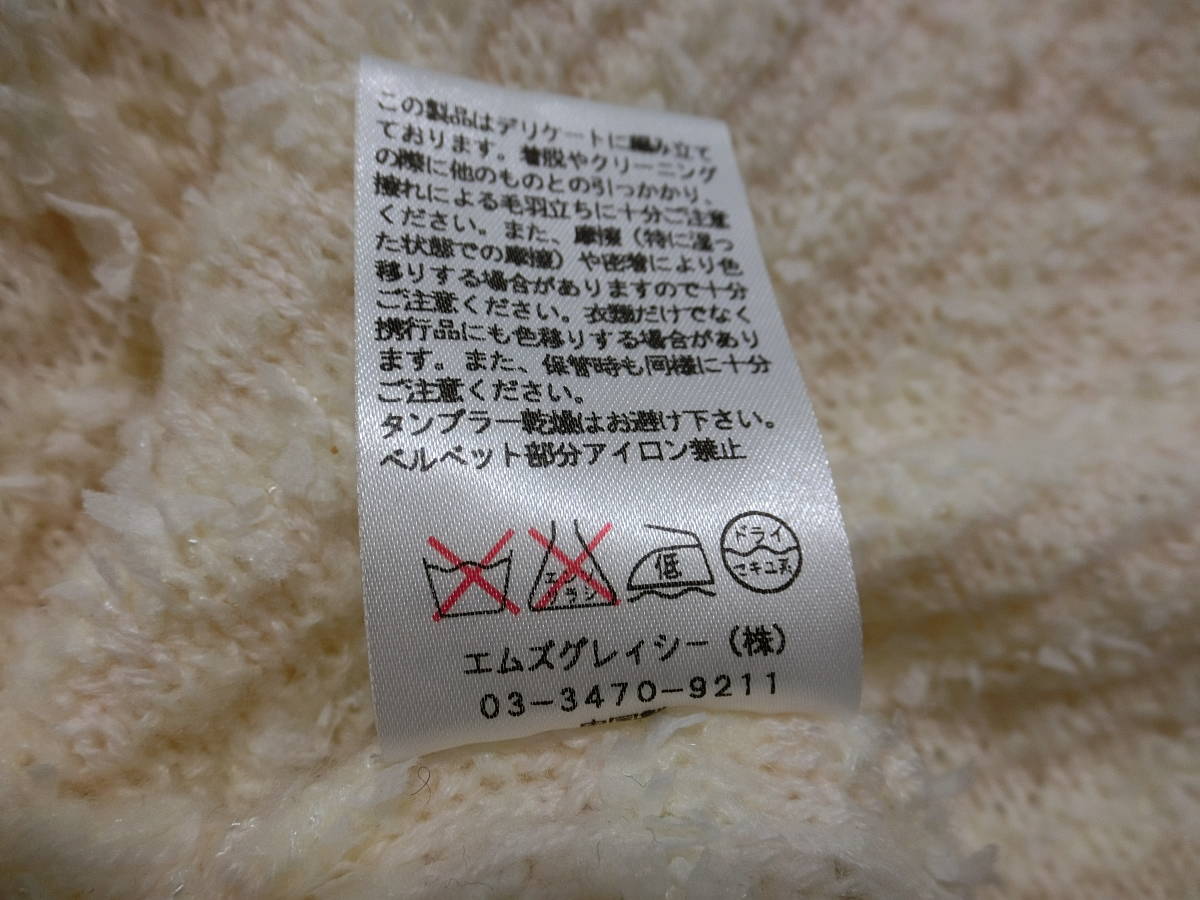 この製品はデリケートに編み立て
ております。着脱やクリーニング
の際に他のものとの引っかかり、
擦れによる毛羽立ちに十分ご注意
ください。また、摩擦（特に湿っ
た状態での摩擦）や密着により色
移りする場合がありますので十分
ご注意ください。衣類だけでなく
携行品にも色移りする場合があり
ます。また、保管時も同様に十分
ご注意ください。
タンブラー乾燥はお避け下さい。
ベルベット部分アイロン禁止
エンソ
サラシ
低
ドライ
セキユ系
エムズグレイシー（株）
03-3470-9211
中国製